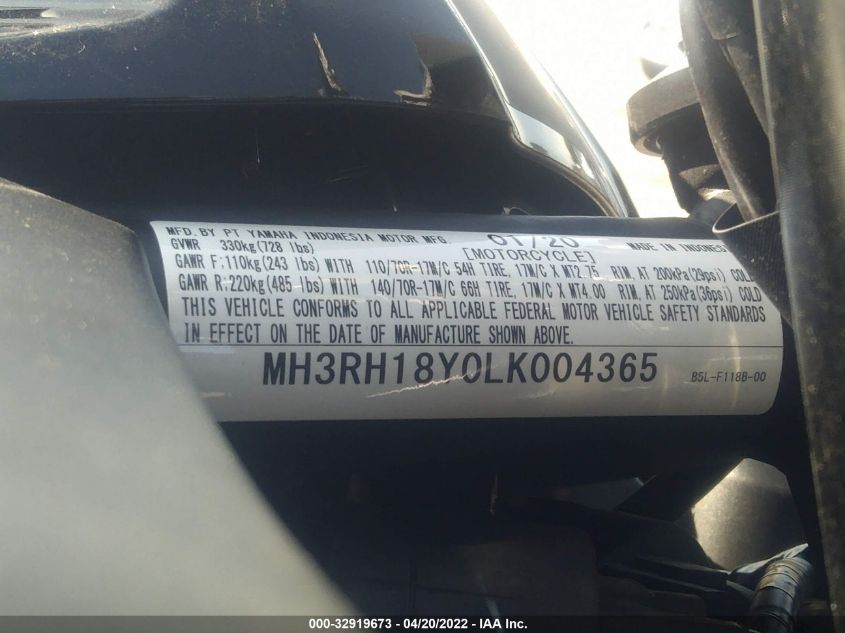 MFD. BY PT YAMAHA INDONESIA MOTOR MFG. 01/'20
GVWR 330kg(728 lbs) [MOTORCYCLE] MADE IN INDONES
GAWR F:110kg(243 lbs) WITH 110/70R-17M/C 54H TIRE, 17M/C X MT2.75 RIM, AT 200kPa(29psi) COLD
GAWR R:220kg(485 lbs) WITH 140/70R-17M/C 66H TIRE, 17M/C X MT4.00 RIM, AT 250kPa(36psi) COLD
THIS VEHICLE CONFORMS TO ALL APPLICABLE FEDERAL MOTOR VEHICLE SAFETY STANDARDS
IN EFFECT ON THE DATE OF MANUFACTURE SHOWN ABOVE.
MH3RH18Y0LK004365 B5L-F118B-00
000-32919673 - 04/20/2022 - IAA Inc.